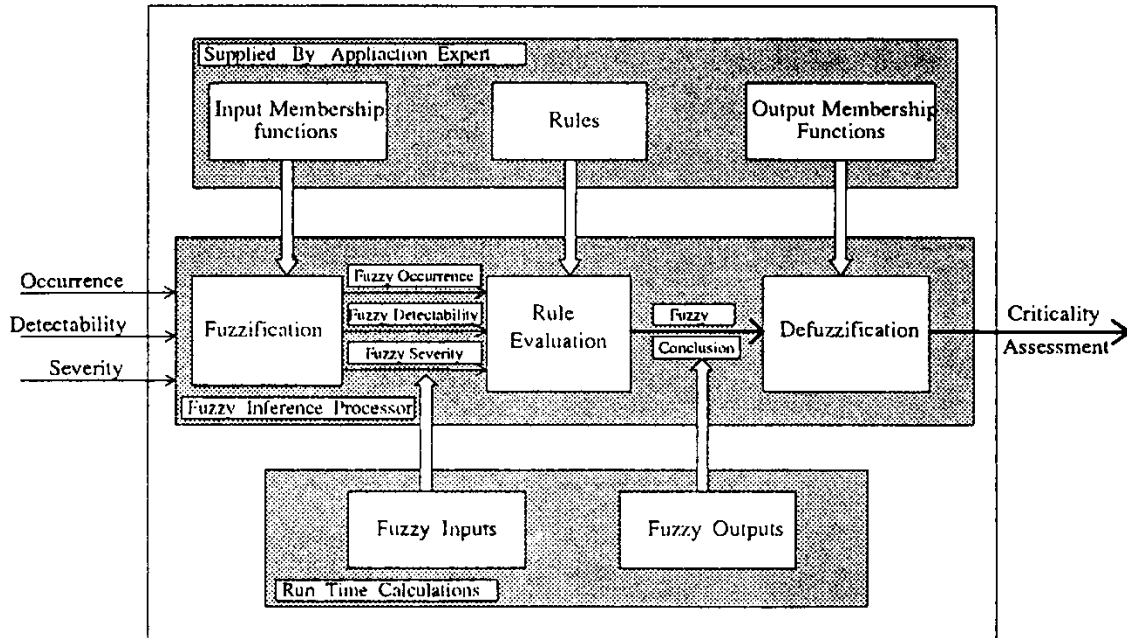 Supplied By Appliaction Expert
Input Membership
functions
Rules
Output Membership
Functions
Occurrence
Detectability
Severity
Fuzzification
Fuzzy Occurrence
Fuzzy Detectability
Fuzzy Severity
Rule
Evaluation
Fuzzy
Conclusion
Defuzzification
Criticality
Assessment
Fuzzy Inference Processor
Fuzzy Inputs
Fuzzy Outputs
Run Time Calculations